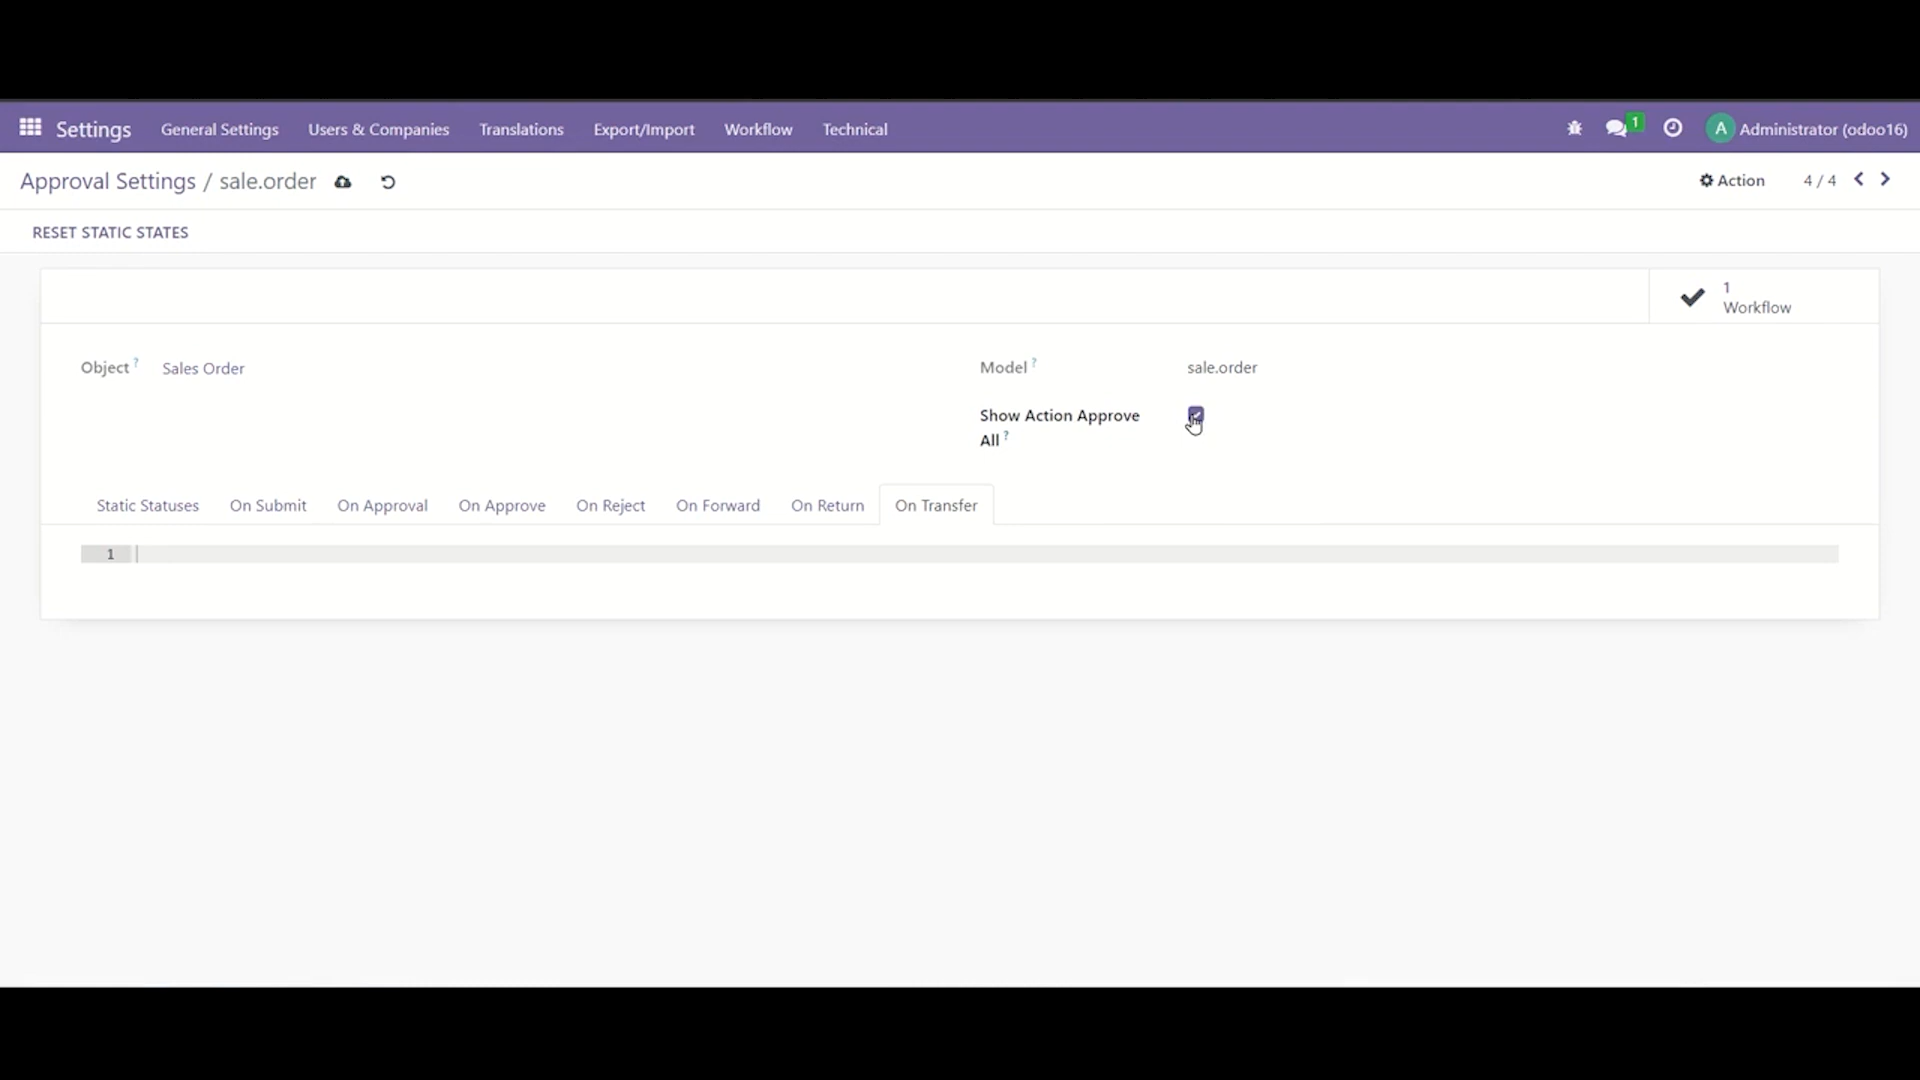 Settings General Settings Users & Companies Translations Export/Import Workflow Technical 1 A Administrator (odoo16)
Approval Settings / sale.order Action 4 / 4
RESET STATIC STATES
1
Workflow
Object ? Sales Order Model ? sale.order
Show Action Approve
All ?
Static Statuses On Submit On Approval On Approve On Reject On Forward On Return On Transfer
1